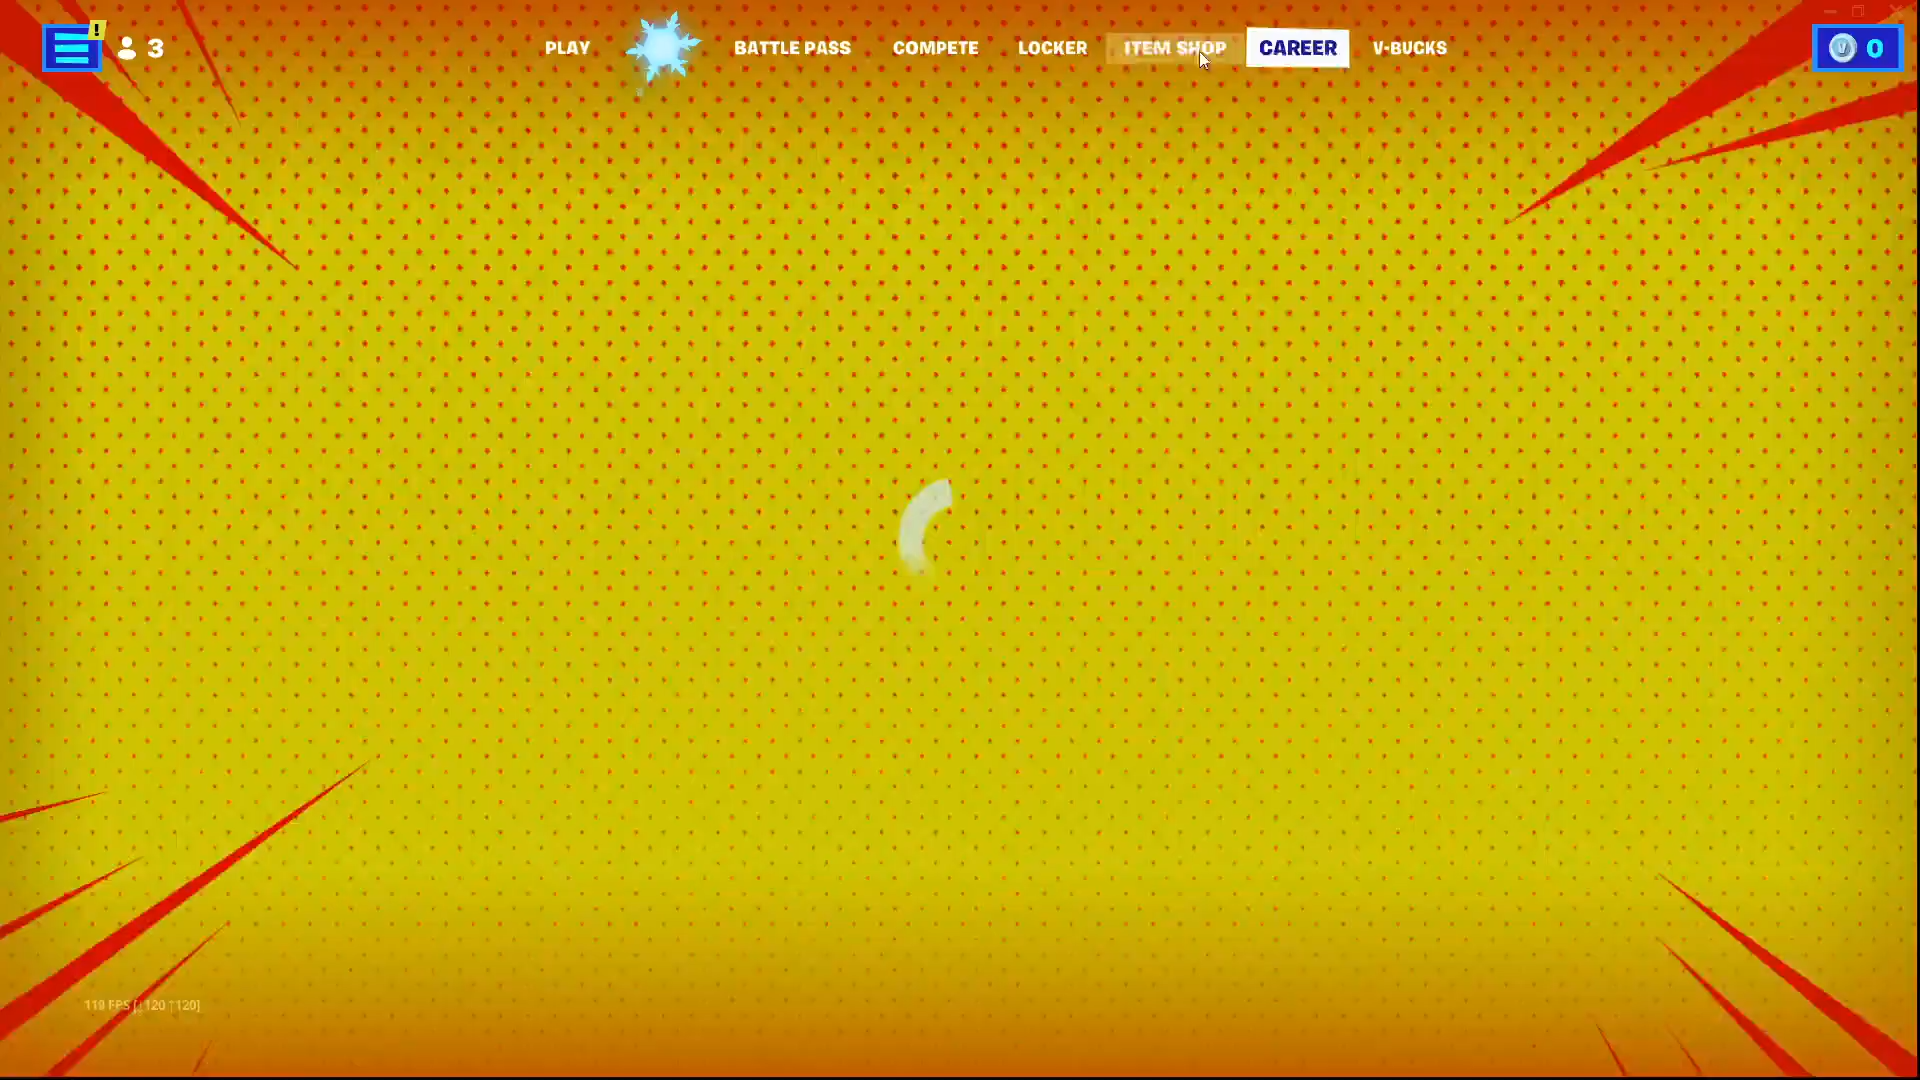 !
3
PLAY
BATTLE PASS
COMPETE
LOCKER
ITEM SHOP
CAREER
V-BUCKS
V 0